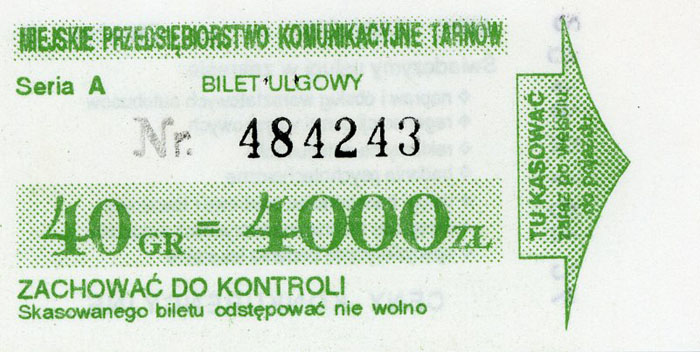 MIEJSKIE PRZEDSIĘBIORSTWO KOMUNIKACYJNE TARNÓW
Seria A
BILET ULGOWY
Nr. 484243
40 GR = 4000 ZŁ
ZACHOWAĆ DO KONTROLI
Skasowanego biletu odstępować nie wolno
TU KASOWAĆ
zaraz po wejściu
do pojazdu